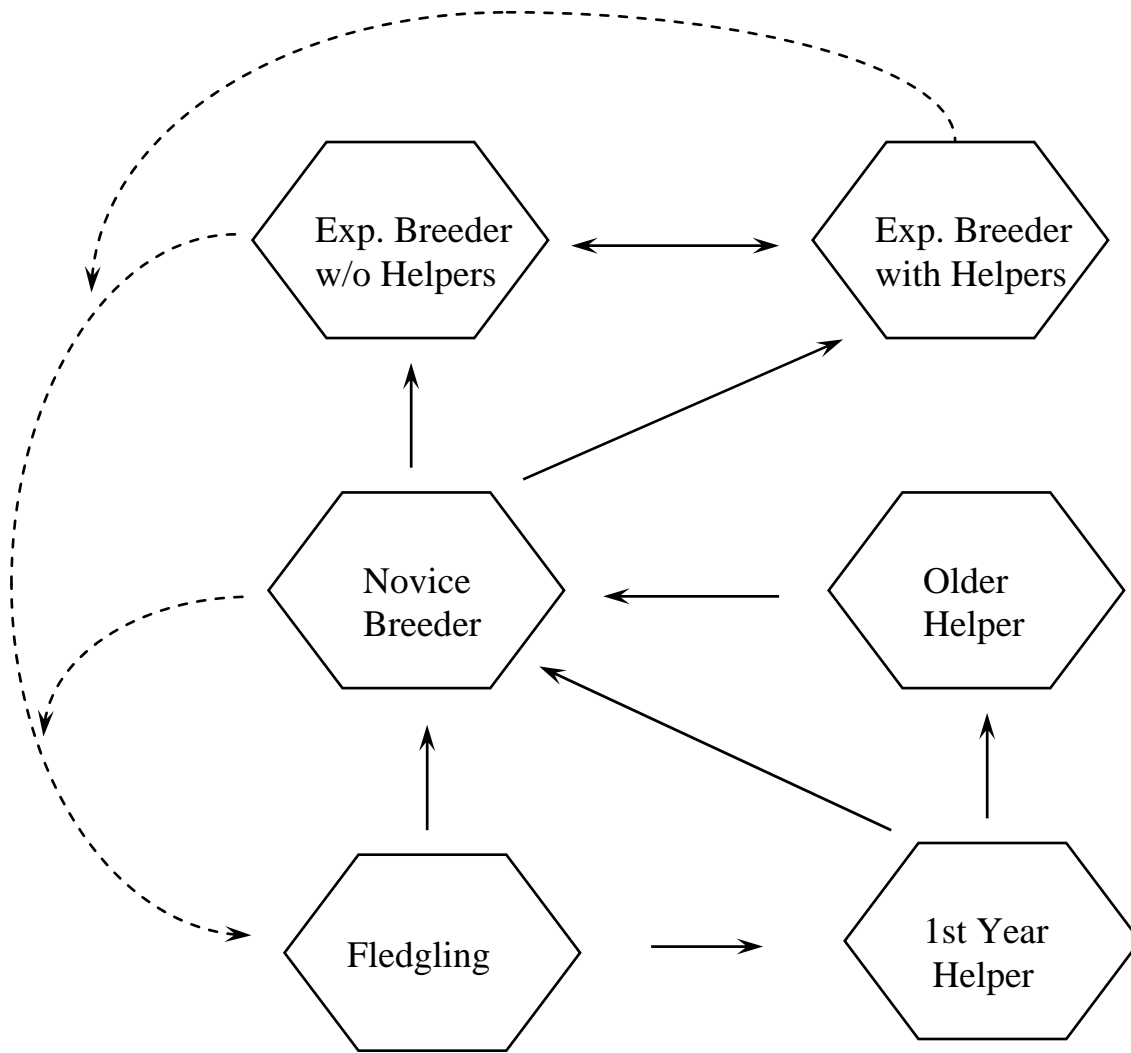 Exp. Breeder
w/o Helpers
Exp. Breeder
with Helpers
Novice
Breeder
Older
Helper
Fledgling
1st Year
Helper